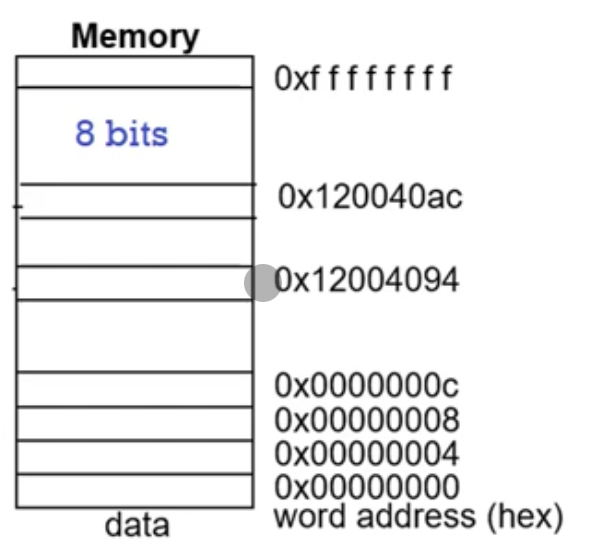 Memory
0xf f f f f f f f
8 bits
0x120040ac
0x12004094
0x0000000c
0x00000008
0x00000004
0x00000000
word address (hex)
data